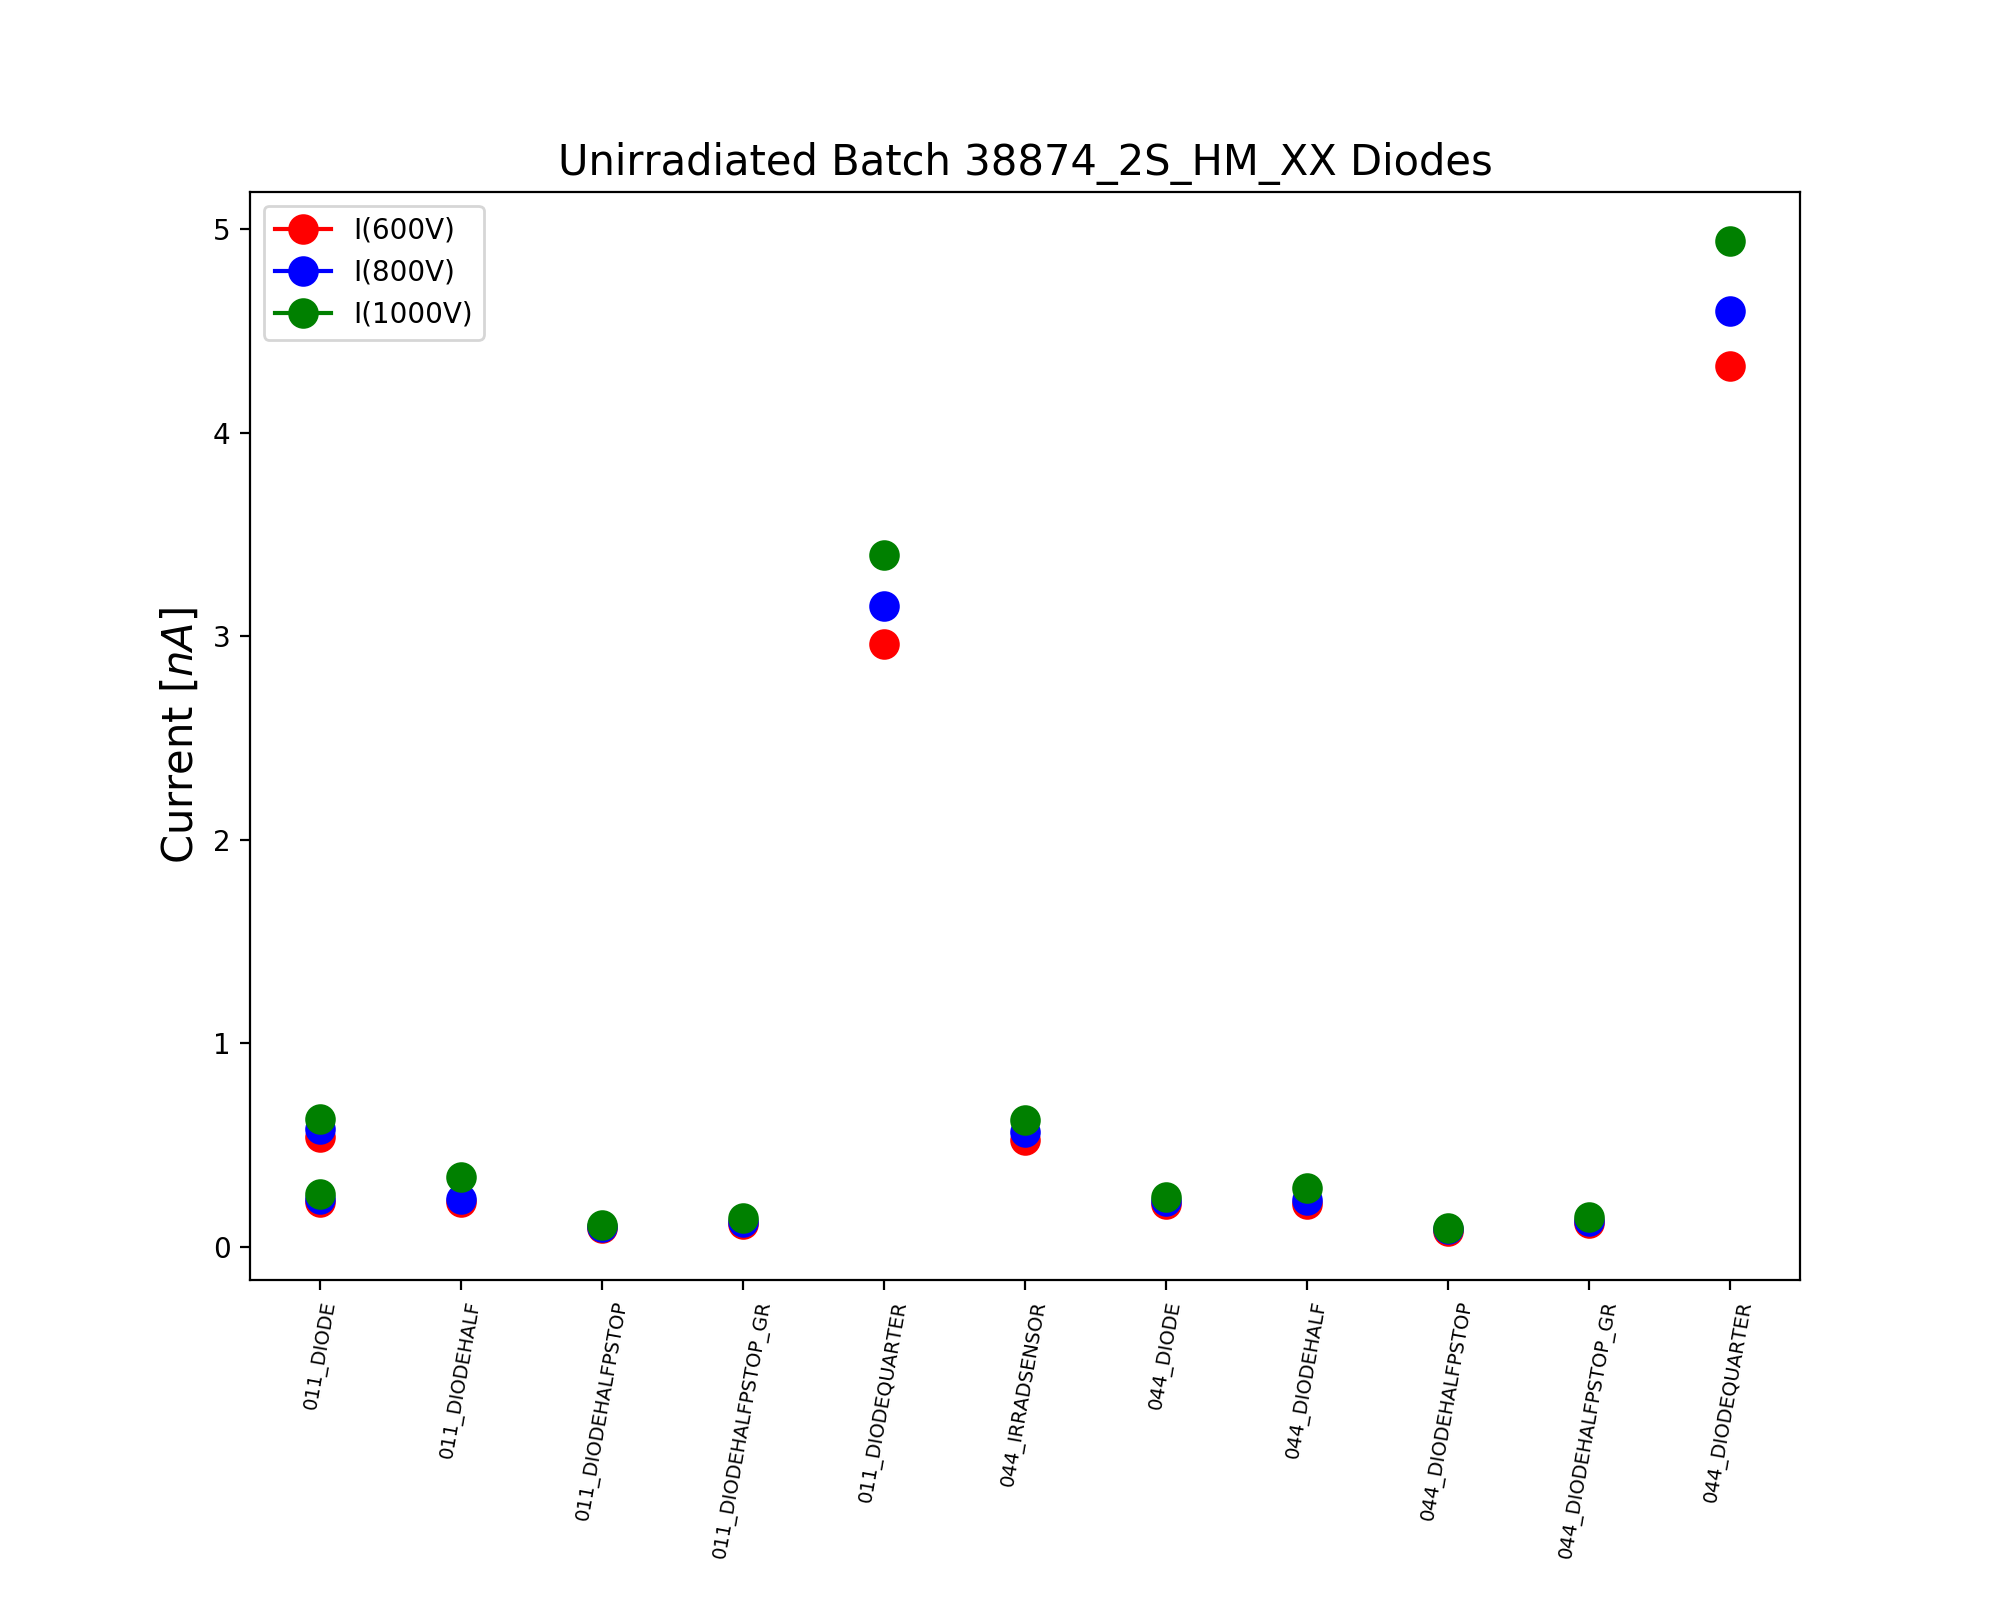 Unirradiated Batch 38874_2S_HM_XX Diodes
I(600V)
I(800V)
I(1000V)
Current [nA]
5
4
3
2
1
0
011_DIODE
011_DIODEHALF
011_DIODEHALFPSTOP
011_DIODEHALFPSTOP_GR
011_DIODEQUARTER
044_IRRADSENSOR
044_DIODE
044_DIODEHALF
044_DIODEHALFPSTOP
044_DIODEHALFPSTOP_GR
044_DIODEQUARTER